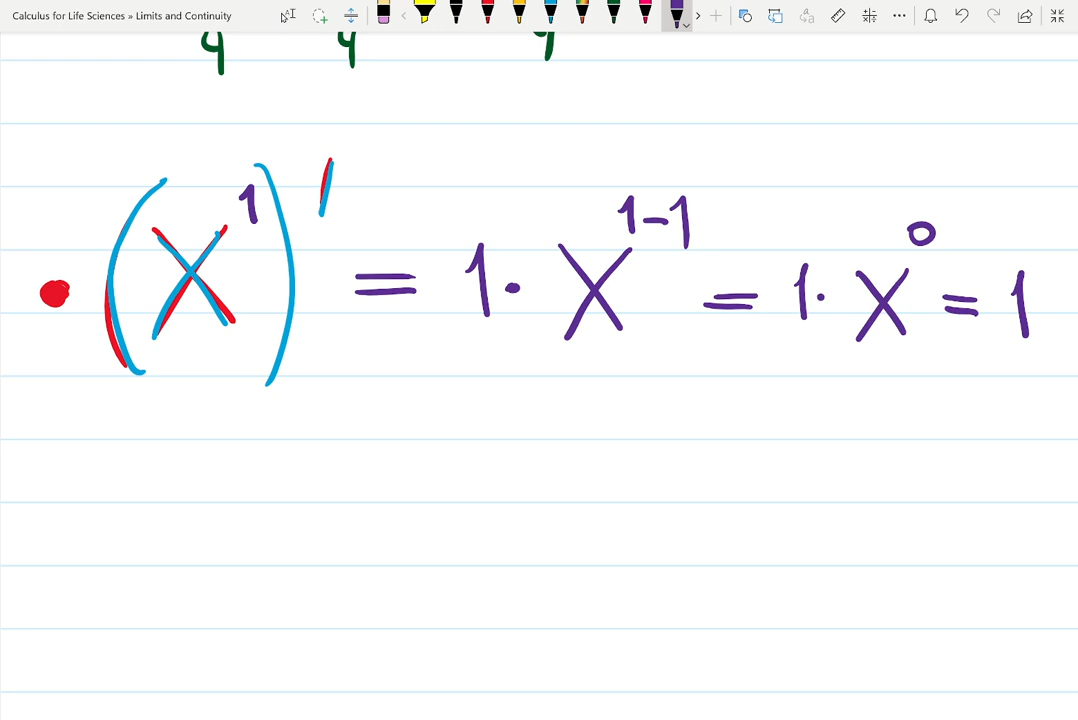 Calculus for Life Sciences » Limits and Continuity
4 4 4
• (x¹)' = 1 · x¹⁻¹ = 1 · x⁰ = 1